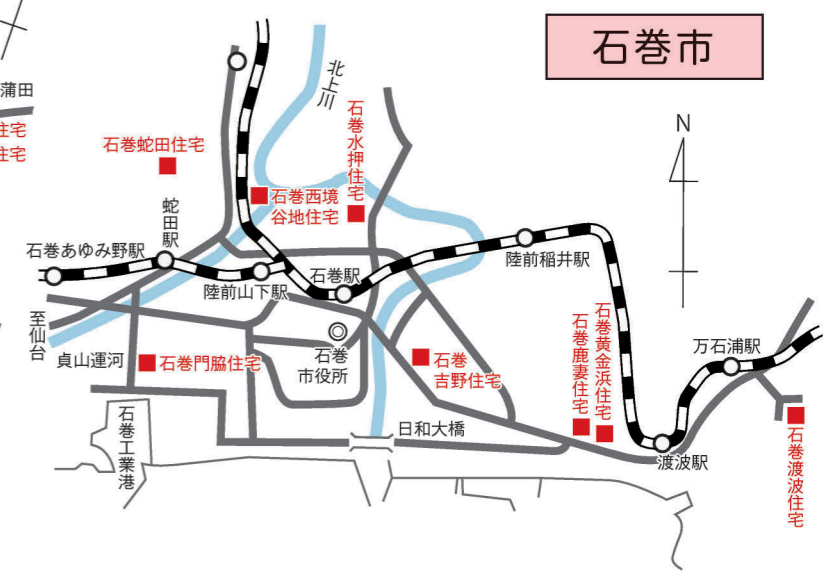 石巻市
N
蒲田
住宅
住宅
北上川
石巻水押住宅
石巻蛇田住宅
石巻西境
谷地住宅
蛇田駅
石巻あゆみ野駅
陸前山下駅
石巻駅
陸前稲井駅
至仙台
貞山運河
石巻門脇住宅
石巻
市役所
石巻
吉野住宅
石巻鹿妻住宅
石巻黄金浜住宅
万石浦駅
石巻工業港
日和大橋
渡波駅
石巻渡波住宅